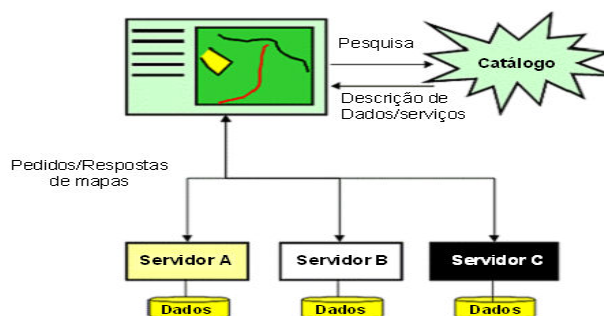 Pesquisa
Catálogo
Descrição de
Dados/serviços
Pedidos/Respostas
de mapas
Servidor A
Servidor B
Servidor C
Dados
Dados
Dados